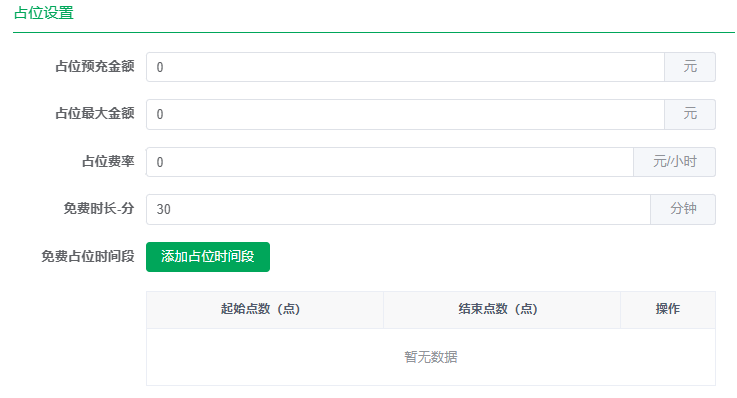 占位设置
占位预充金额 0 元
占位最大金额 0 元
占位费率 0 元/小时
免费时长-分 30 分钟
免费占位时间段 添加占位时间段
起始点数（点） 结束点数（点） 操作
暂无数据